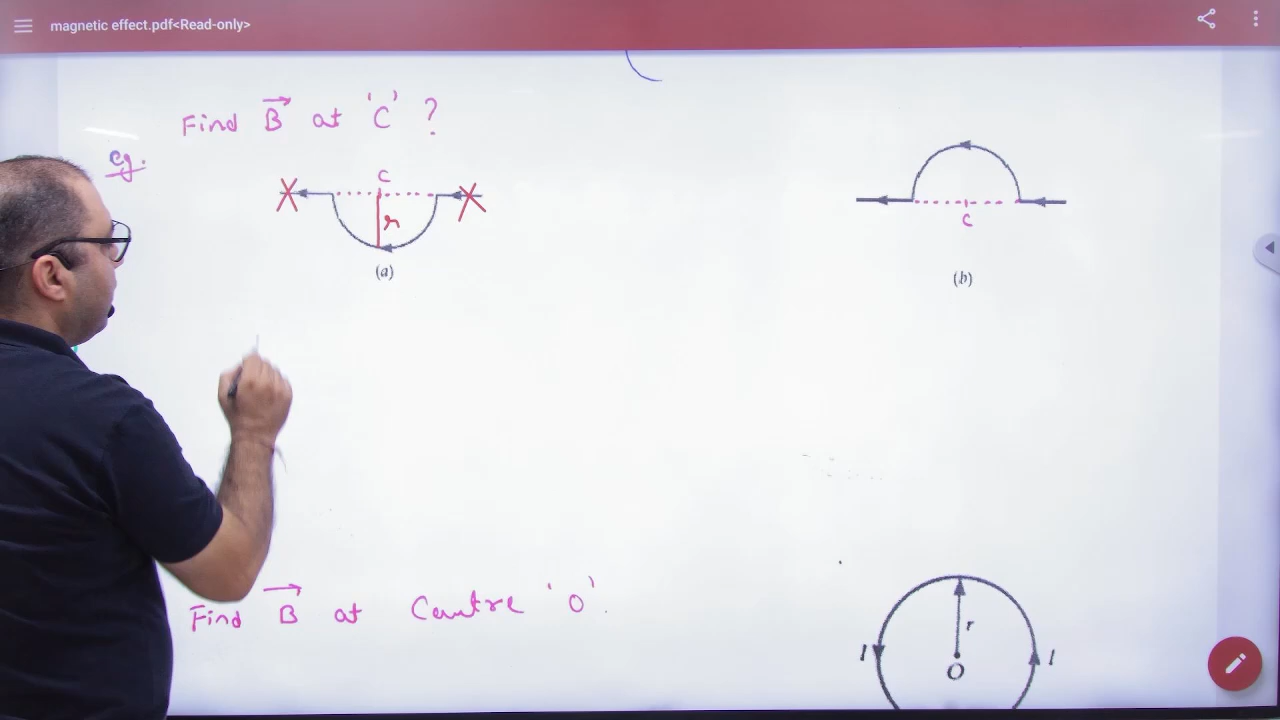 magnetic effect.pdf<Read-only>
Find B at 'C' ?
eg.
C
r
(a)
C
(b)
Find B at Centre 'O'.
r
I
I
O